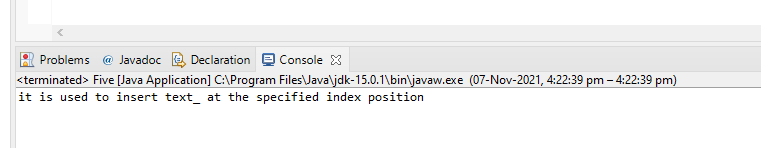 Problems @ Javadoc Declaration Console
<terminated> Five [Java Application] C:\Program Files\Java\jdk-15.0.1\bin\javaw.exe (07-Nov-2021, 4:22:39 pm – 4:22:39 pm)
it is used to insert text_ at the specified index position